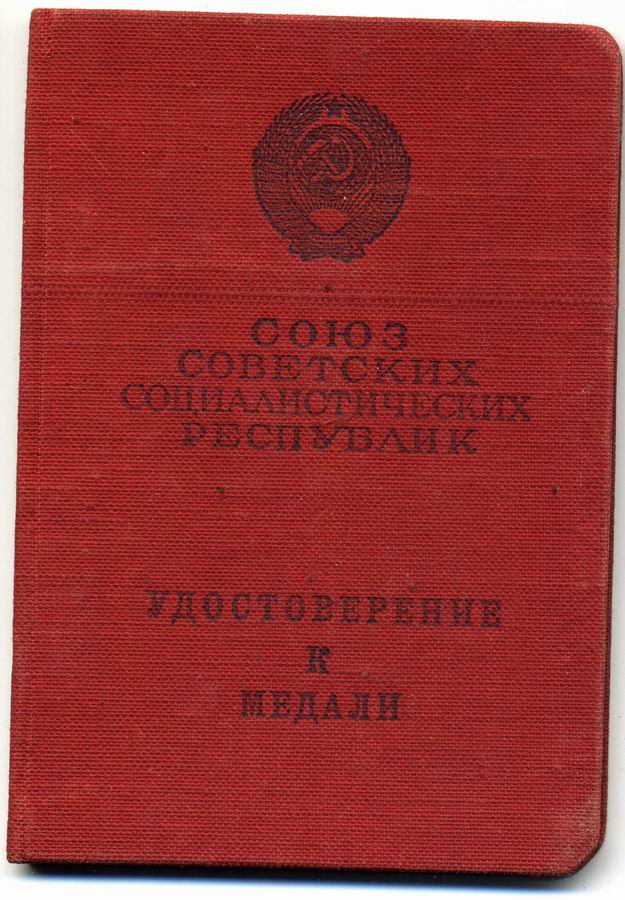 СОЮЗ
СОВЕТСКИХ
СОЦИАЛИСТИЧЕСКИХ
РЕСПУБЛИК
УДОСТОВЕРЕНИЕ
К
МЕДАЛИ